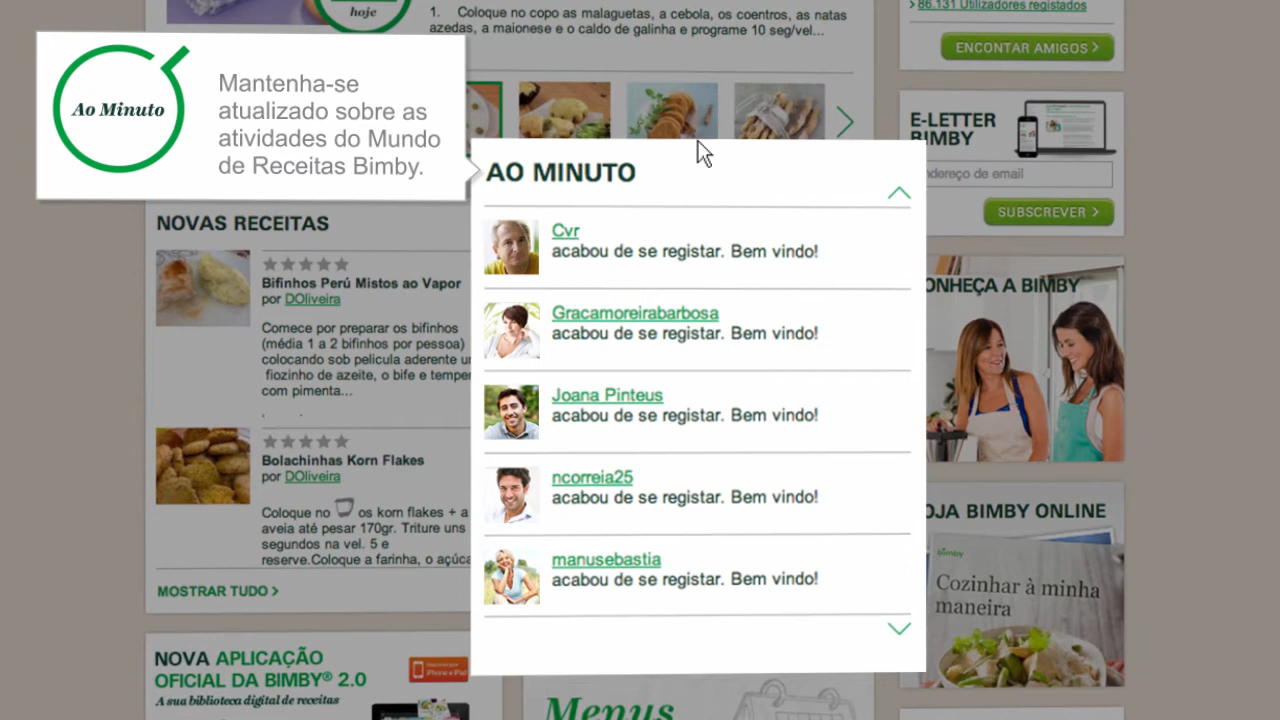 hoje
1. Coloque no copo as malaguetas, a cebola, os coentros, as natas
azedas, a maionese e o caldo de galinha e programe 10 seg/vel...
86.131 Utilizadores registados
ENCONTAR AMIGOS >
Ao Minuto
Mantenha-se
atualizado sobre as
atividades do Mundo
de Receitas Bimby.
AO MINUTO
Cvr
acabou de se registar. Bem vindo!
Gracamoreirabarbosa
acabou de se registar. Bem vindo!
Joana Pinteus
acabou de se registar. Bem vindo!
ncorreia25
acabou de se registar. Bem vindo!
manusebastia
acabou de se registar. Bem vindo!
E-LETTER
BIMBY
ndereço de email
SUBSCREVER >
NOVAS RECEITAS
Bifinhos Perú Mistos ao Vapor
por DOliveira
Comece por preparar os bifinhos
(média 1 a 2 bifinhos por pessoa)
colocando sob pelicula aderente u
fiozinho de azeite, o bife e tempe
com pimenta...
Bolachinhas Korn Flakes
por DOliveira
Coloque no os korn flakes + a
aveia até pesar 170gr. Triture uns
segundos na vel. 5 e
reserve.Coloque a farinha, o açúca
MOSTRAR TUDO >
ONHEÇA A BIMBY
OJA BIMBY ONLINE
bimby
Cozinhar à minha
maneira
NOVA APLICAÇÃO
OFICIAL DA BIMBY® 2.0
A sua biblioteca digital de receitas
iPhone e iPad
Menus